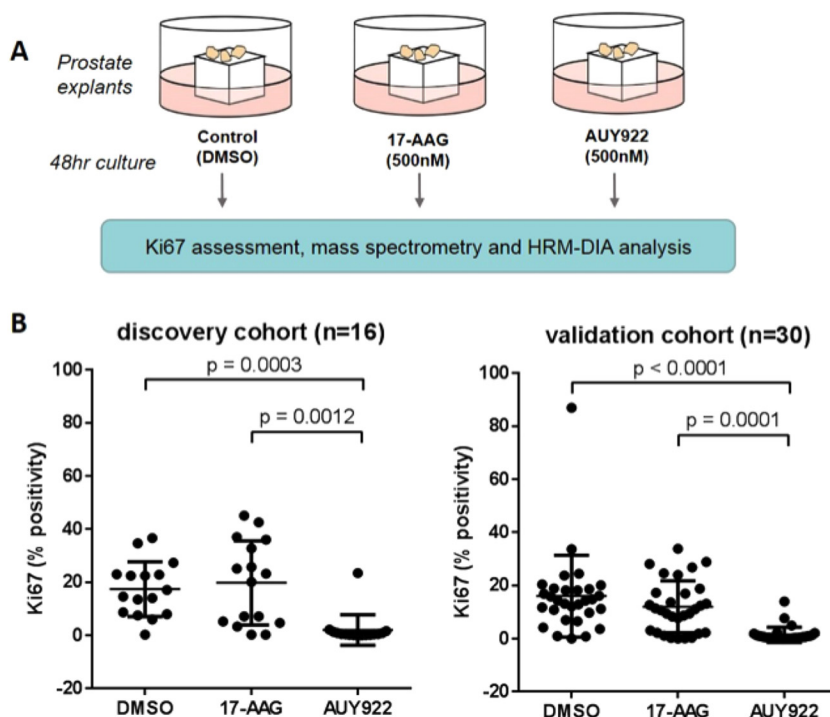 A
Prostate
explants
Control
(DMSO)
17-AAG
(500nM)
AUY922
(500nM)
48hr culture
Ki67 assessment, mass spectrometry and HRM-DIA analysis
B
discovery cohort (n=16)
p = 0.0003
p = 0.0012
Ki67 (% positivity)
100
80
60
40
20
0
-20
DMSO
17-AAG
AUY922
validation cohort (n=30)
p < 0.0001
p = 0.0001
Ki67 (% positivity)
100
80
60
40
20
0
-20
DMSO
17-AAG
AUY922